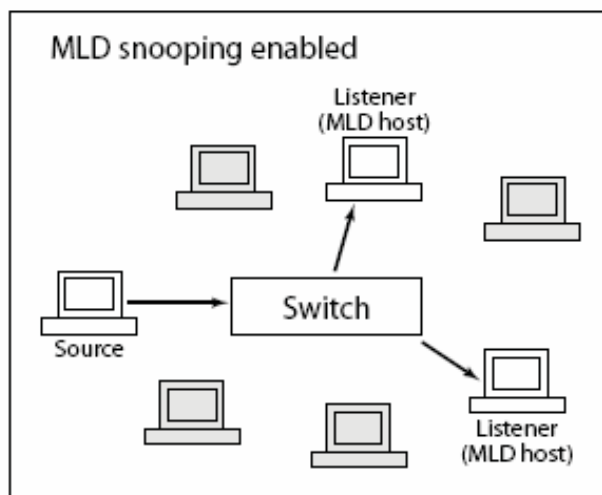 MLD snooping enabled
Listener
(MLD host)
Switch
Source
Listener
(MLD host)